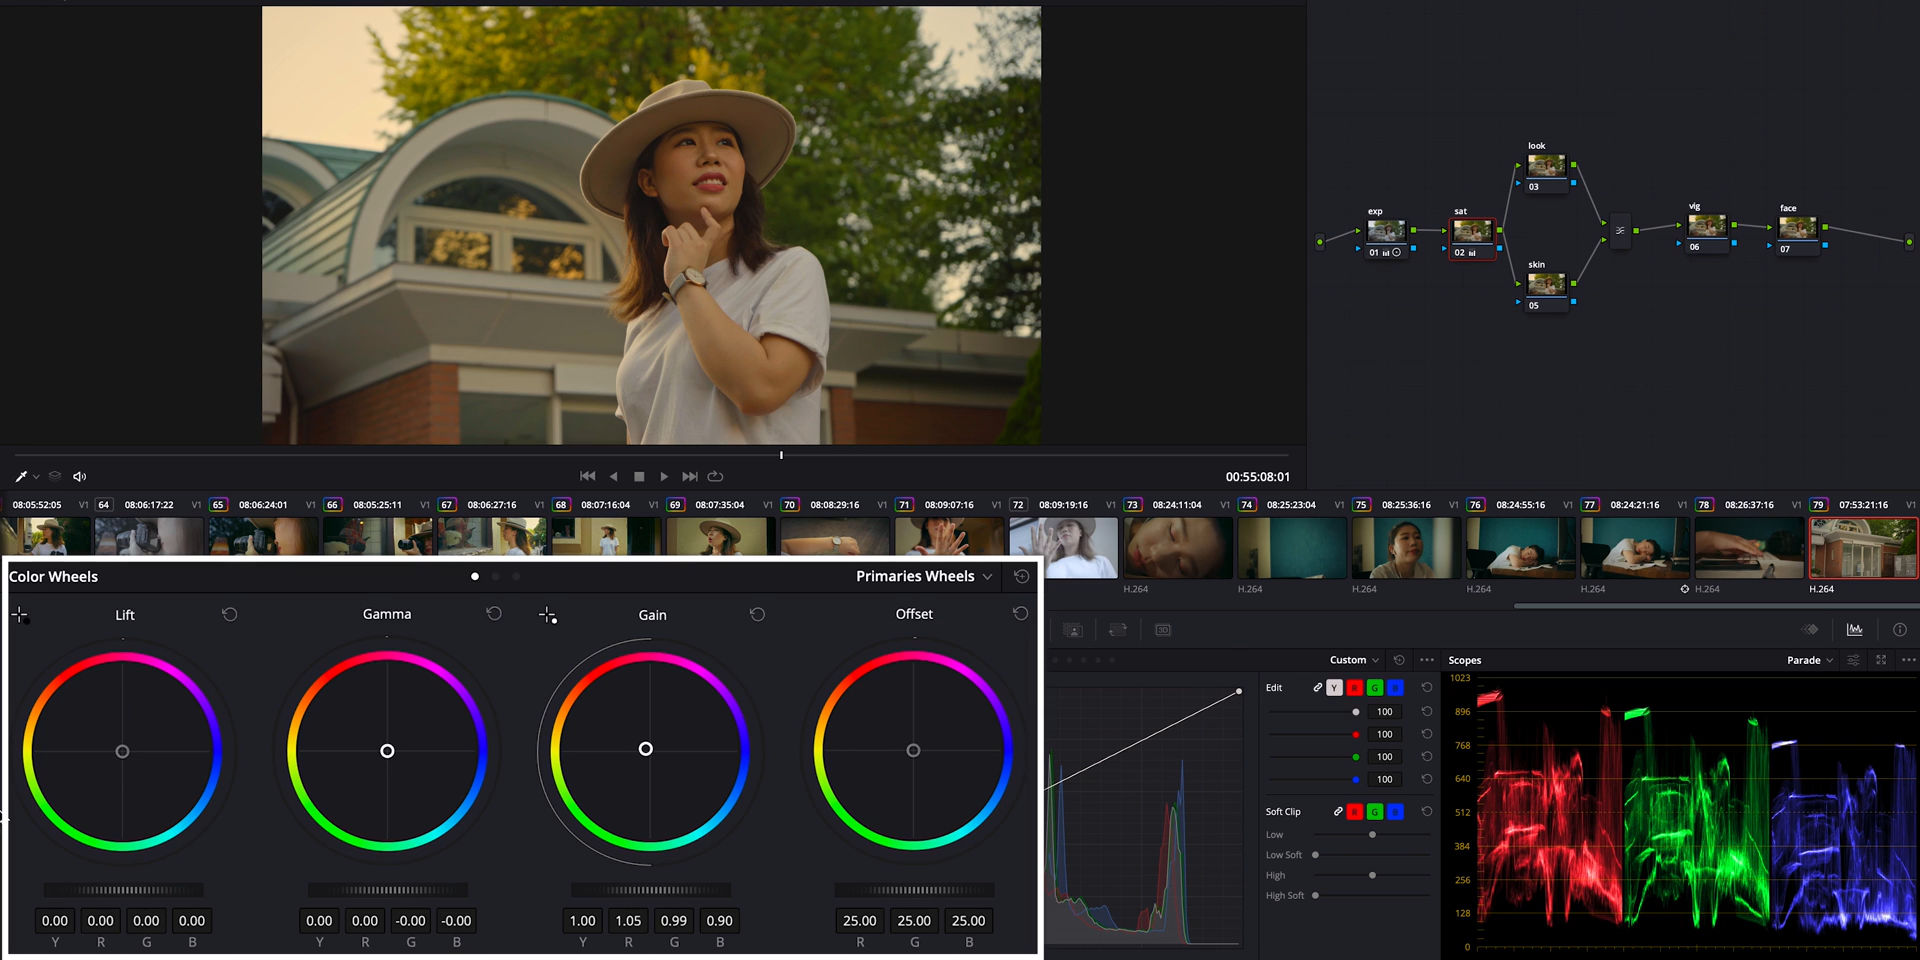 look
03
exp
01
sat
02
skin
05
vig
06
face
07
00:55:08:01
08:05:52:05 V1 64 08:06:17:22 V1 65 08:06:24:01 V1 66 08:05:25:11 V1 67 08:06:27:16 V1 68 08:07:16:04 V1 69 08:07:35:04 V1 70 08:08:29:16 V1 71 08:09:07:16 V1 72 08:09:19:16 V1 73 08:24:11:04 V1 74 08:25:23:04 V1 75 08:25:36:16 V1 76 08:24:55:16 V1 77 08:24:21:16 V1 78 08:26:37:16 V1 79 07:53:21:16 V1
H.264 H.264 H.264 H.264 H.264 H.264 H.264
Color Wheels Primaries Wheels
Lift Gamma Gain Offset
0.00 0.00 0.00 0.00 0.00 0.00 -0.00 -0.00 1.00 1.05 0.99 0.90 25.00 25.00 25.00
Y R G B Y R G B Y R G B R G B
3D
Custom
Edit Y R G B
100
100
100
100
Soft Clip R G B
Low
Low Soft
High
High Soft
Scopes Parade
1023
896
768
640
512
384
256
128
0